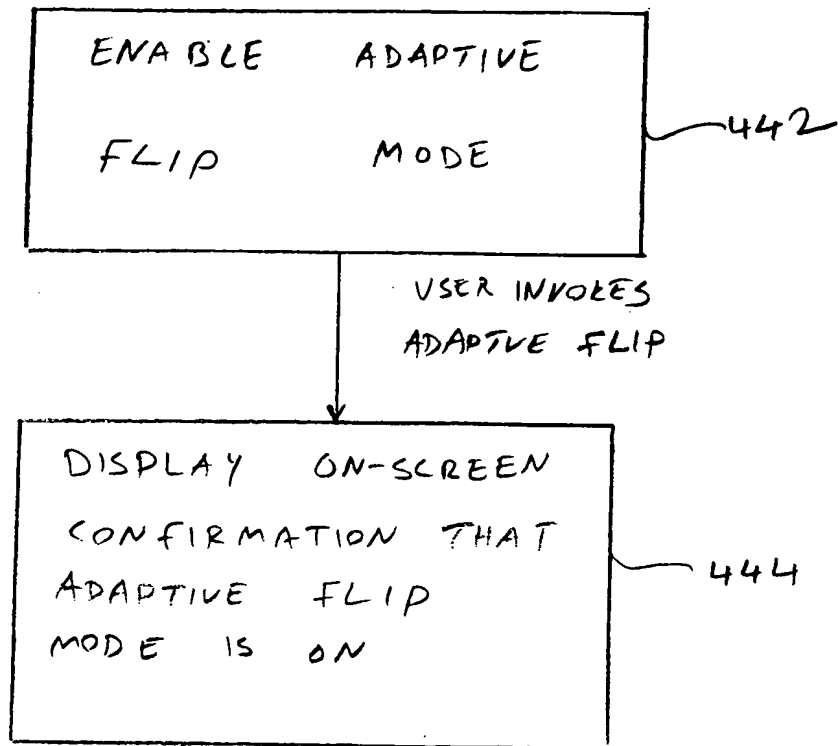 ENABLE ADAPTIVE
FLIP MODE
442
USER INVOKES
ADAPTVE FLIP
DISPLAY ON-SCREEN
CONFIRMATION THAT
ADAPTIVE FLIP
MODE IS ON
444